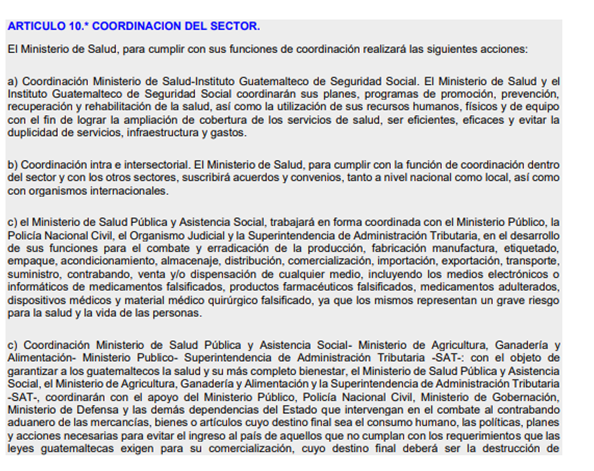 ARTICULO 10.* COORDINACION DEL SECTOR.
El Ministerio de Salud, para cumplir con sus funciones de coordinación realizará las siguientes acciones:
a) Coordinación Ministerio de Salud-Instituto Guatemalteco de Seguridad Social. El Ministerio de Salud y el
Instituto Guatemalteco de Seguridad Social coordinarán sus planes, programas de promoción, prevención,
recuperación y rehabilitación de la salud, así como la utilización de sus recursos humanos, físicos y de equipo
con el fin de lograr la ampliación de cobertura de los servicios de salud, ser eficientes, eficaces y evitar la
duplicidad de servicios, infraestructura y gastos.
b) Coordinación intra e intersectorial. El Ministerio de Salud, para cumplir con la función de coordinación dentro
del sector y con los otros sectores, suscribirá acuerdos y convenios, tanto a nivel nacional como local, así como
con organismos internacionales.
c) el Ministerio de Salud Pública y Asistencia Social, trabajará en forma coordinada con el Ministerio Público, la
Policía Nacional Civil, el Organismo Judicial y la Superintendencia de Administración Tributaria, en el desarrollo
de sus funciones para el combate y erradicación de la producción, fabricación manufactura, etiquetado,
empaque, acondicionamiento, almacenaje, distribución, comercialización, importación, exportación, transporte,
suministro, contrabando, venta y/o dispensación de cualquier medio, incluyendo los medios electrónicos o
informáticos de medicamentos falsificados, productos farmacéuticos falsificados, medicamentos adulterados,
dispositivos médicos y material médico quirúrgico falsificado, ya que los mismos representan un grave riesgo
para la salud y la vida de las personas.
c) Coordinación Ministerio de Salud Pública y Asistencia Social- Ministerio de Agricultura, Ganadería y
Alimentación- Ministerio Publico- Superintendencia de Administración Tributaria -SAT-: con el objeto de
garantizar a los guatemaltecos la salud y su más completo bienestar, el Ministerio de Salud Pública y Asistencia
Social, el Ministerio de Agricultura, Ganadería y Alimentación y la Superintendencia de Administración Tributaria
-SAT-, coordinarán con el apoyo del Ministerio Público, Policía Nacional Civil, Ministerio de Gobernación,
Ministerio de Defensa y las demás dependencias del Estado que intervengan en el combate al contrabando
aduanero de las mercancías, bienes o artículos cuyo destino final sea el consumo humano, las políticas, planes
y acciones necesarias para evitar el ingreso al país de aquellos que no cumplan con los requerimientos que las
leyes guatemaltecas exigen para su comercialización, cuyo destino final deberá ser la destrucción de